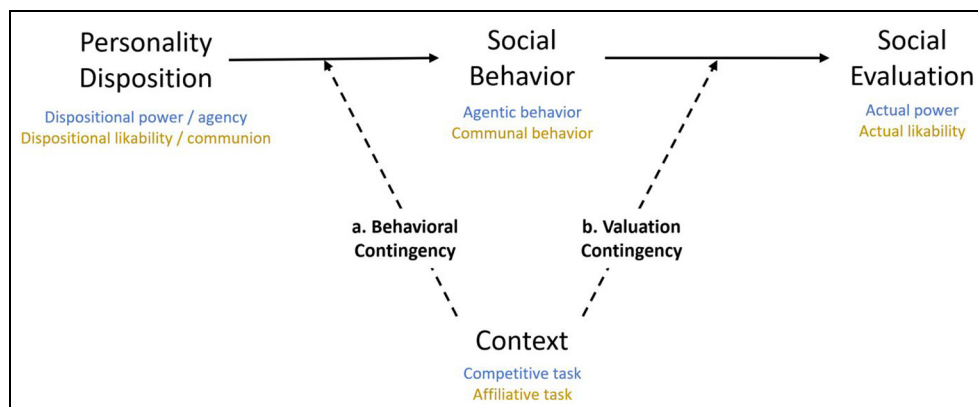 Personality
Disposition
Dispositional power / agency
Dispositional likability / communion
Social
Behavior
Agentic behavior
Communal behavior
Social
Evaluation
Actual power
Actual likability
a. Behavioral
Contingency
b. Valuation
Contingency
Context
Competitive task
Affiliative task